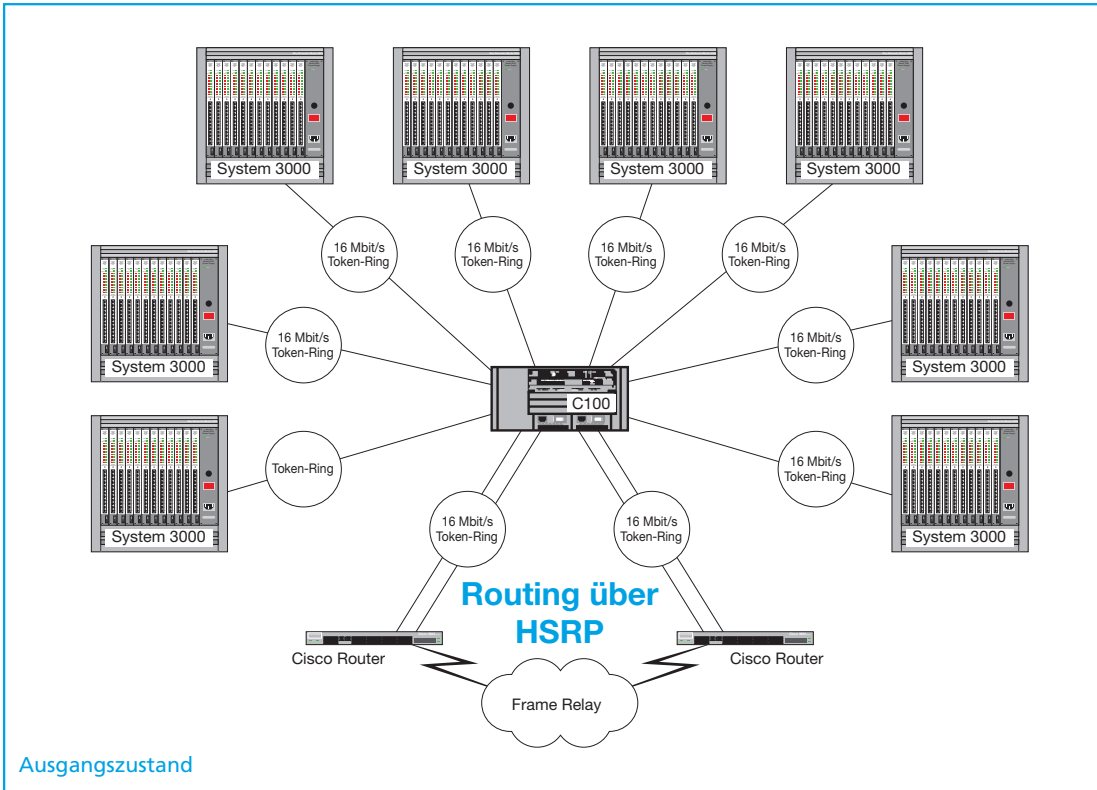 System 3000
System 3000
System 3000
System 3000
16 Mbit/s
Token-Ring
16 Mbit/s
Token-Ring
16 Mbit/s
Token-Ring
16 Mbit/s
Token-Ring
System 3000
16 Mbit/s
Token-Ring
16 Mbit/s
Token-Ring
System 3000
C100
System 3000
Token-Ring
16 Mbit/s
Token-Ring
System 3000
16 Mbit/s
Token-Ring
16 Mbit/s
Token-Ring
Routing über
HSRP
Cisco Router
Cisco Router
Frame Relay
Ausgangszustand